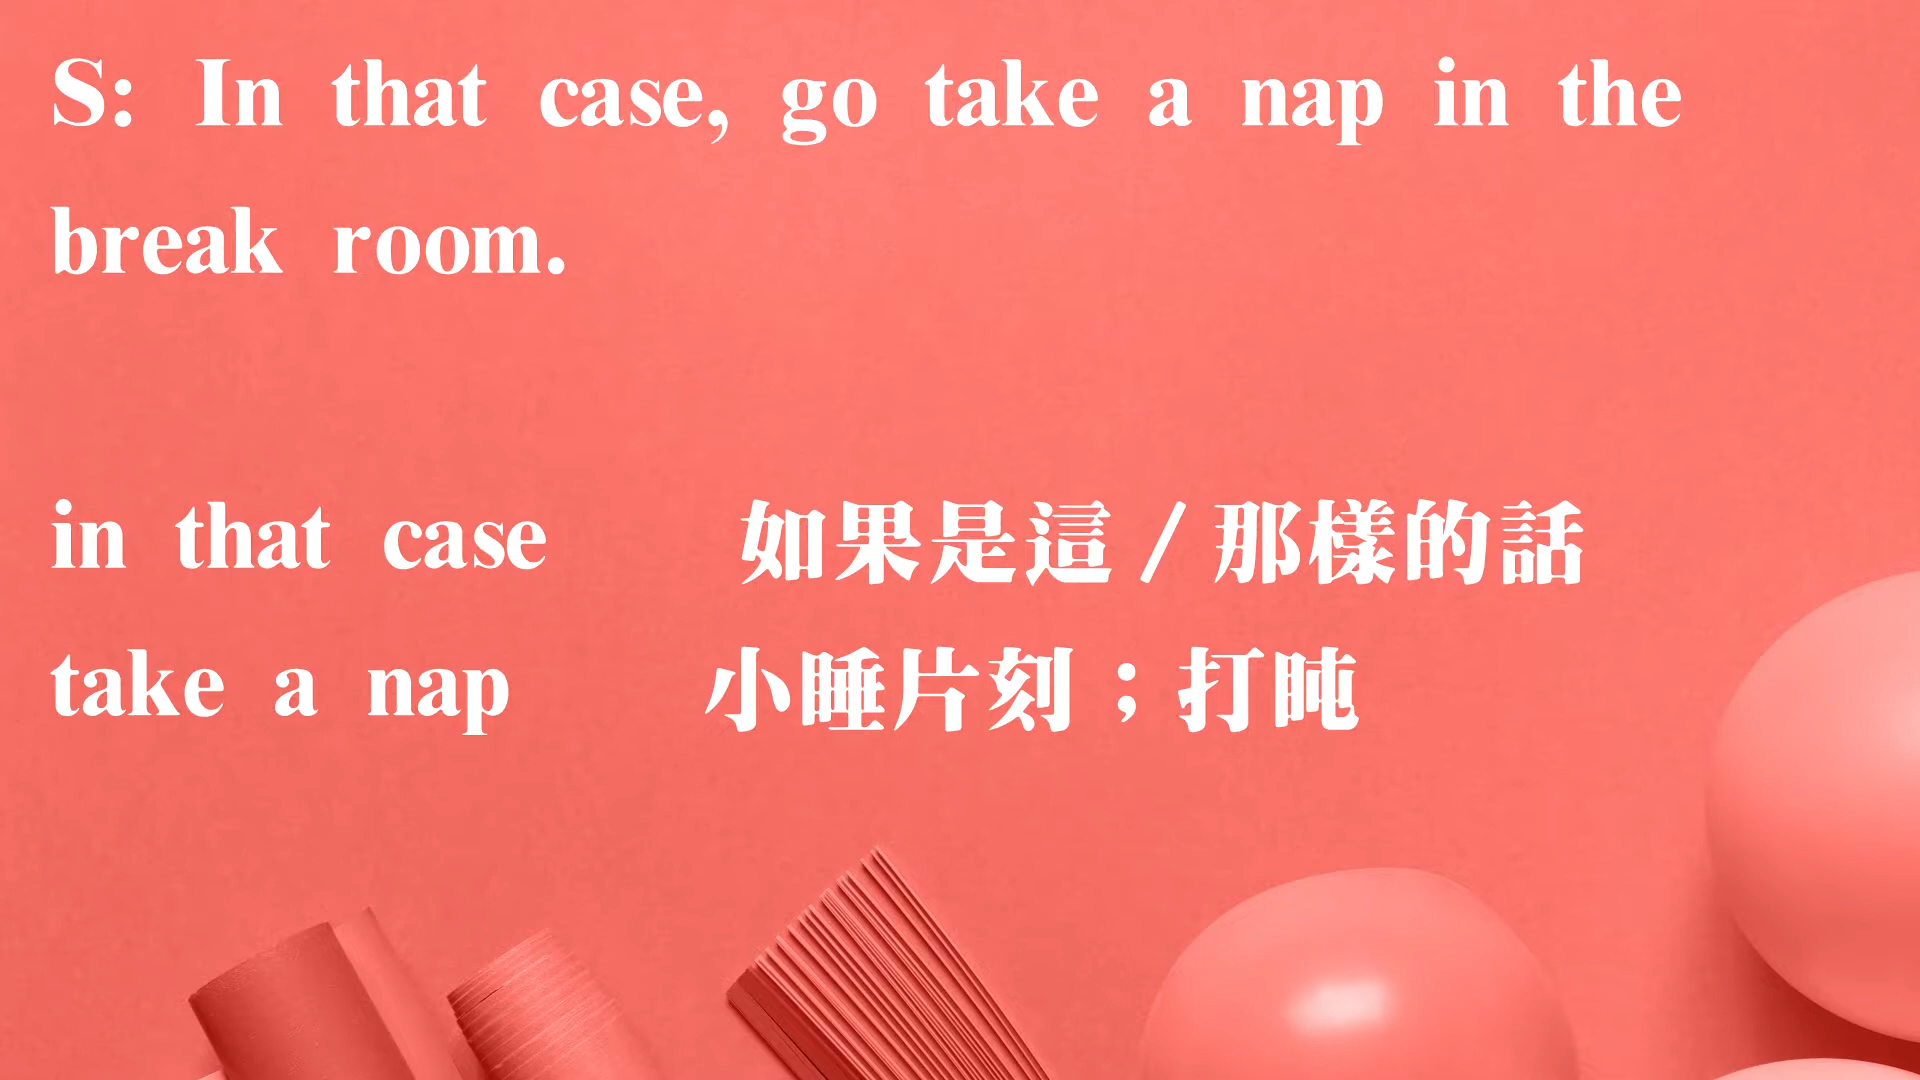 S: In that case, go take a nap in the
break room.
in that case 如果是這／那樣的話
take a nap 小睡片刻；打盹